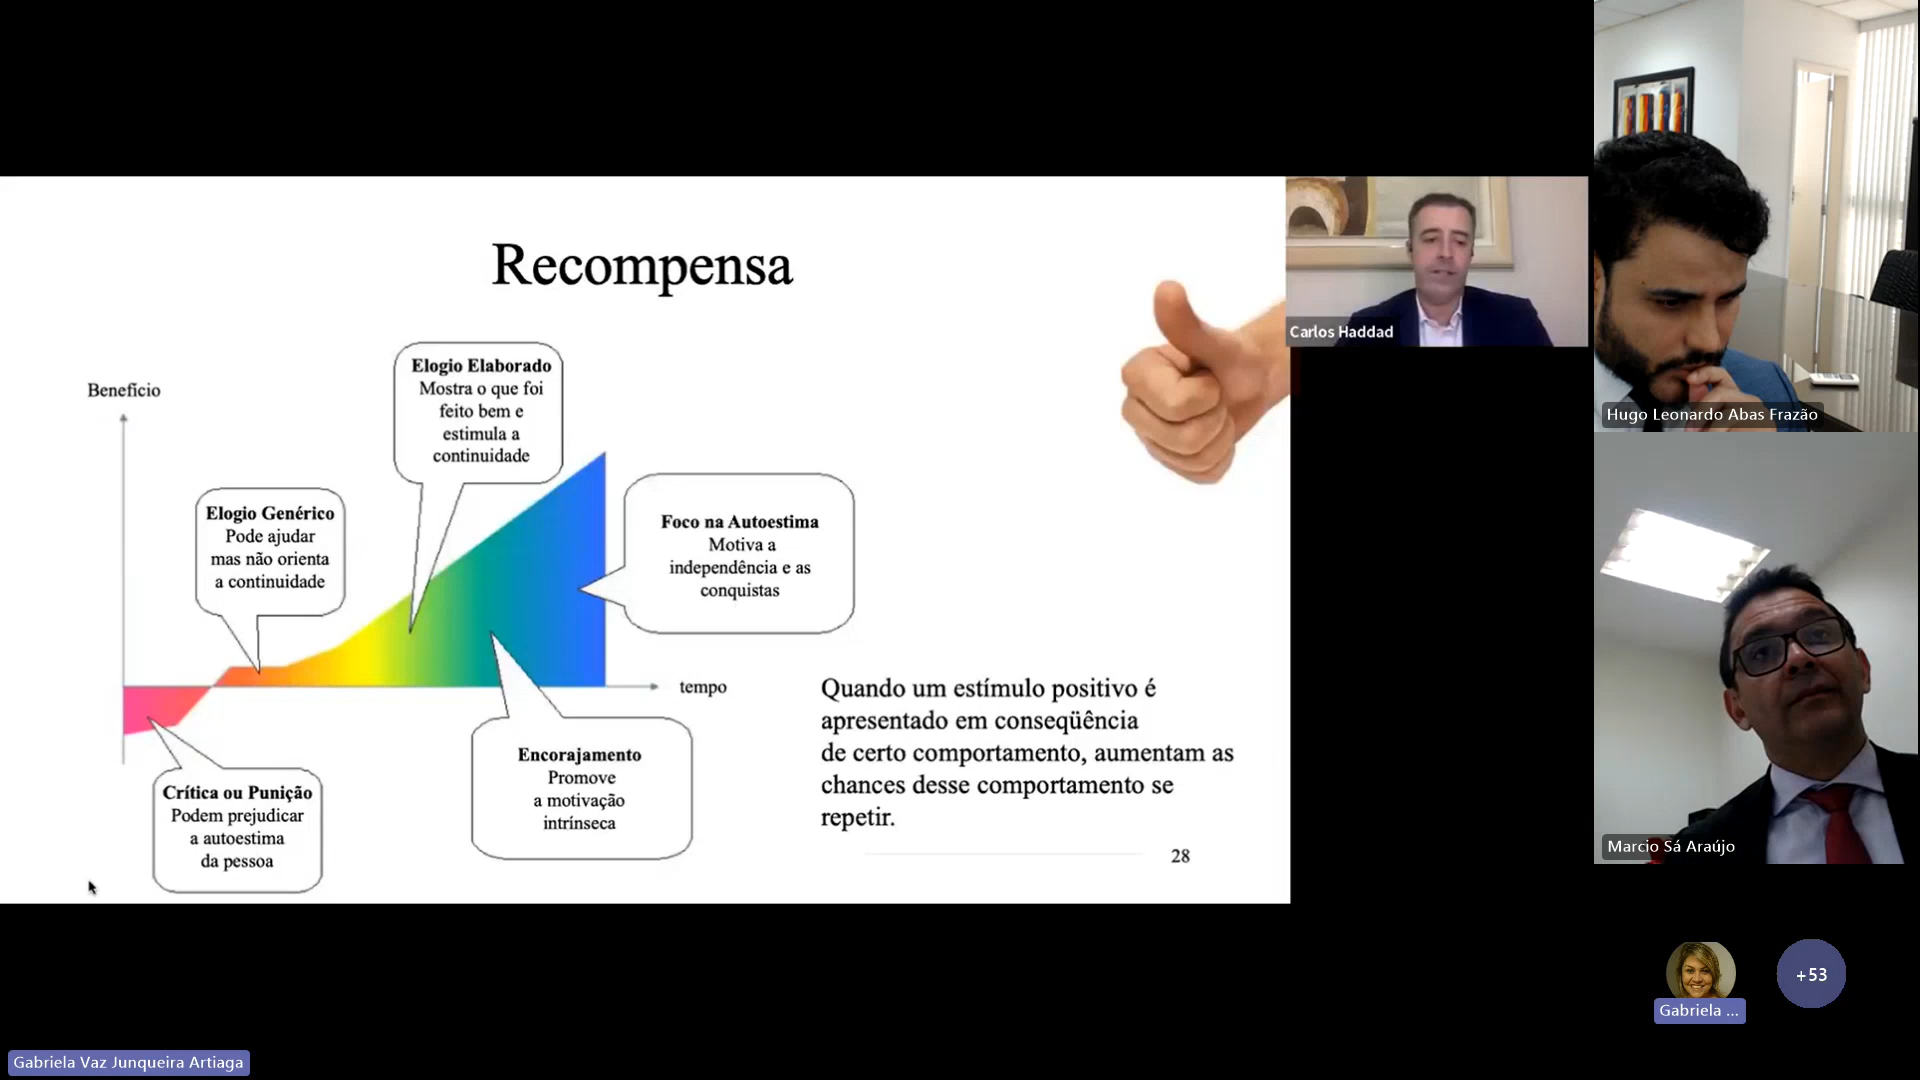 Recompensa
Benefício
Elogio Elaborado
Mostra o que foi
feito bem e
estimula a
continuidade
Elogio Genérico
Pode ajudar
mas não orienta
a continuidade
Foco na Autoestima
Motiva a
independência e as
conquistas
tempo
Encorajamento
Promove
a motivação
intrínseca
Crítica ou Punição
Podem prejudicar
a autoestima
da pessoa
Quando um estímulo positivo é
apresentado em conseqüência
de certo comportamento, aumentam as
chances desse comportamento se
repetir.
28
Carlos Haddad
Hugo Leonardo Abas Frazão
Marcio Sá Araújo
Gabriela ...
+53
Gabriela Vaz Junqueira Artiaga